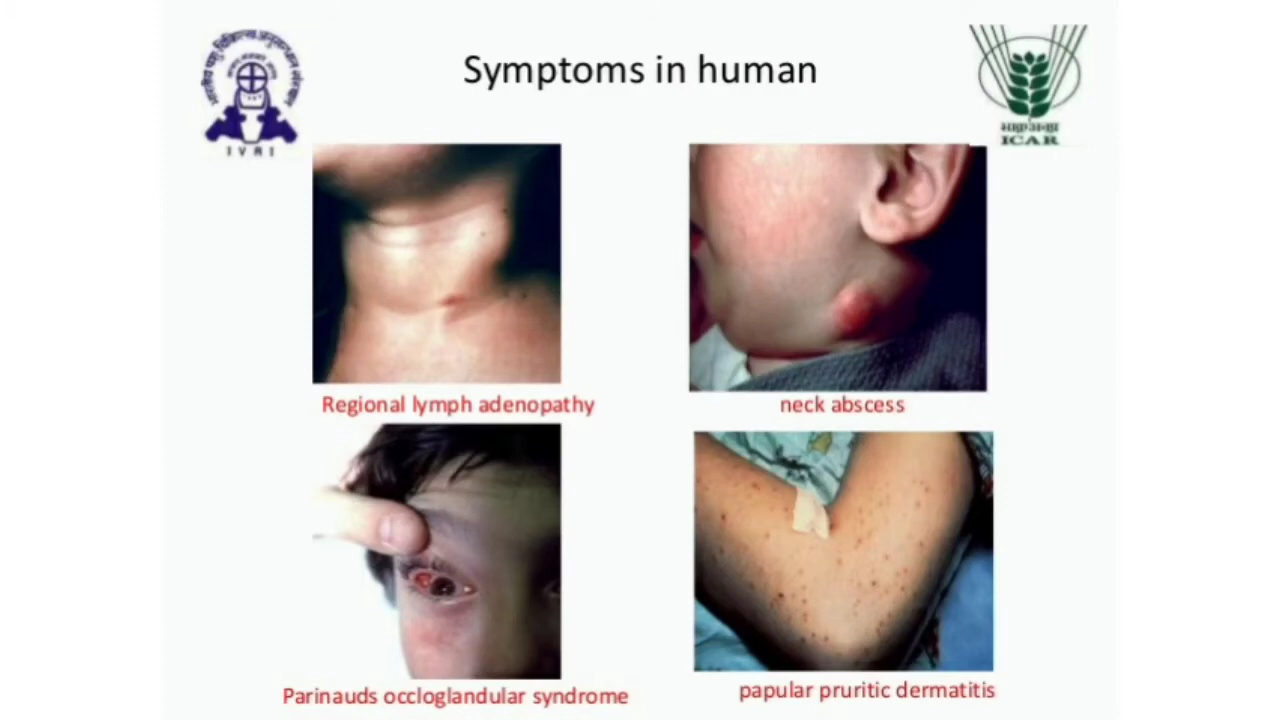 Symptoms in human
IVRI
ICAR
Regional lymph adenopathy
neck abscess
Parinauds occloglandular syndrome
papular pruritic dermatitis